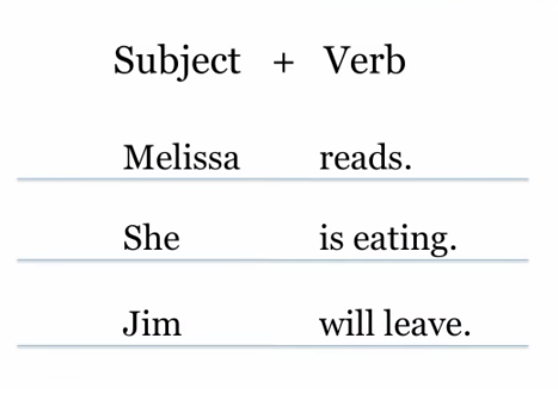 Subject + Verb
Melissa reads.
She is eating.
Jim will leave.